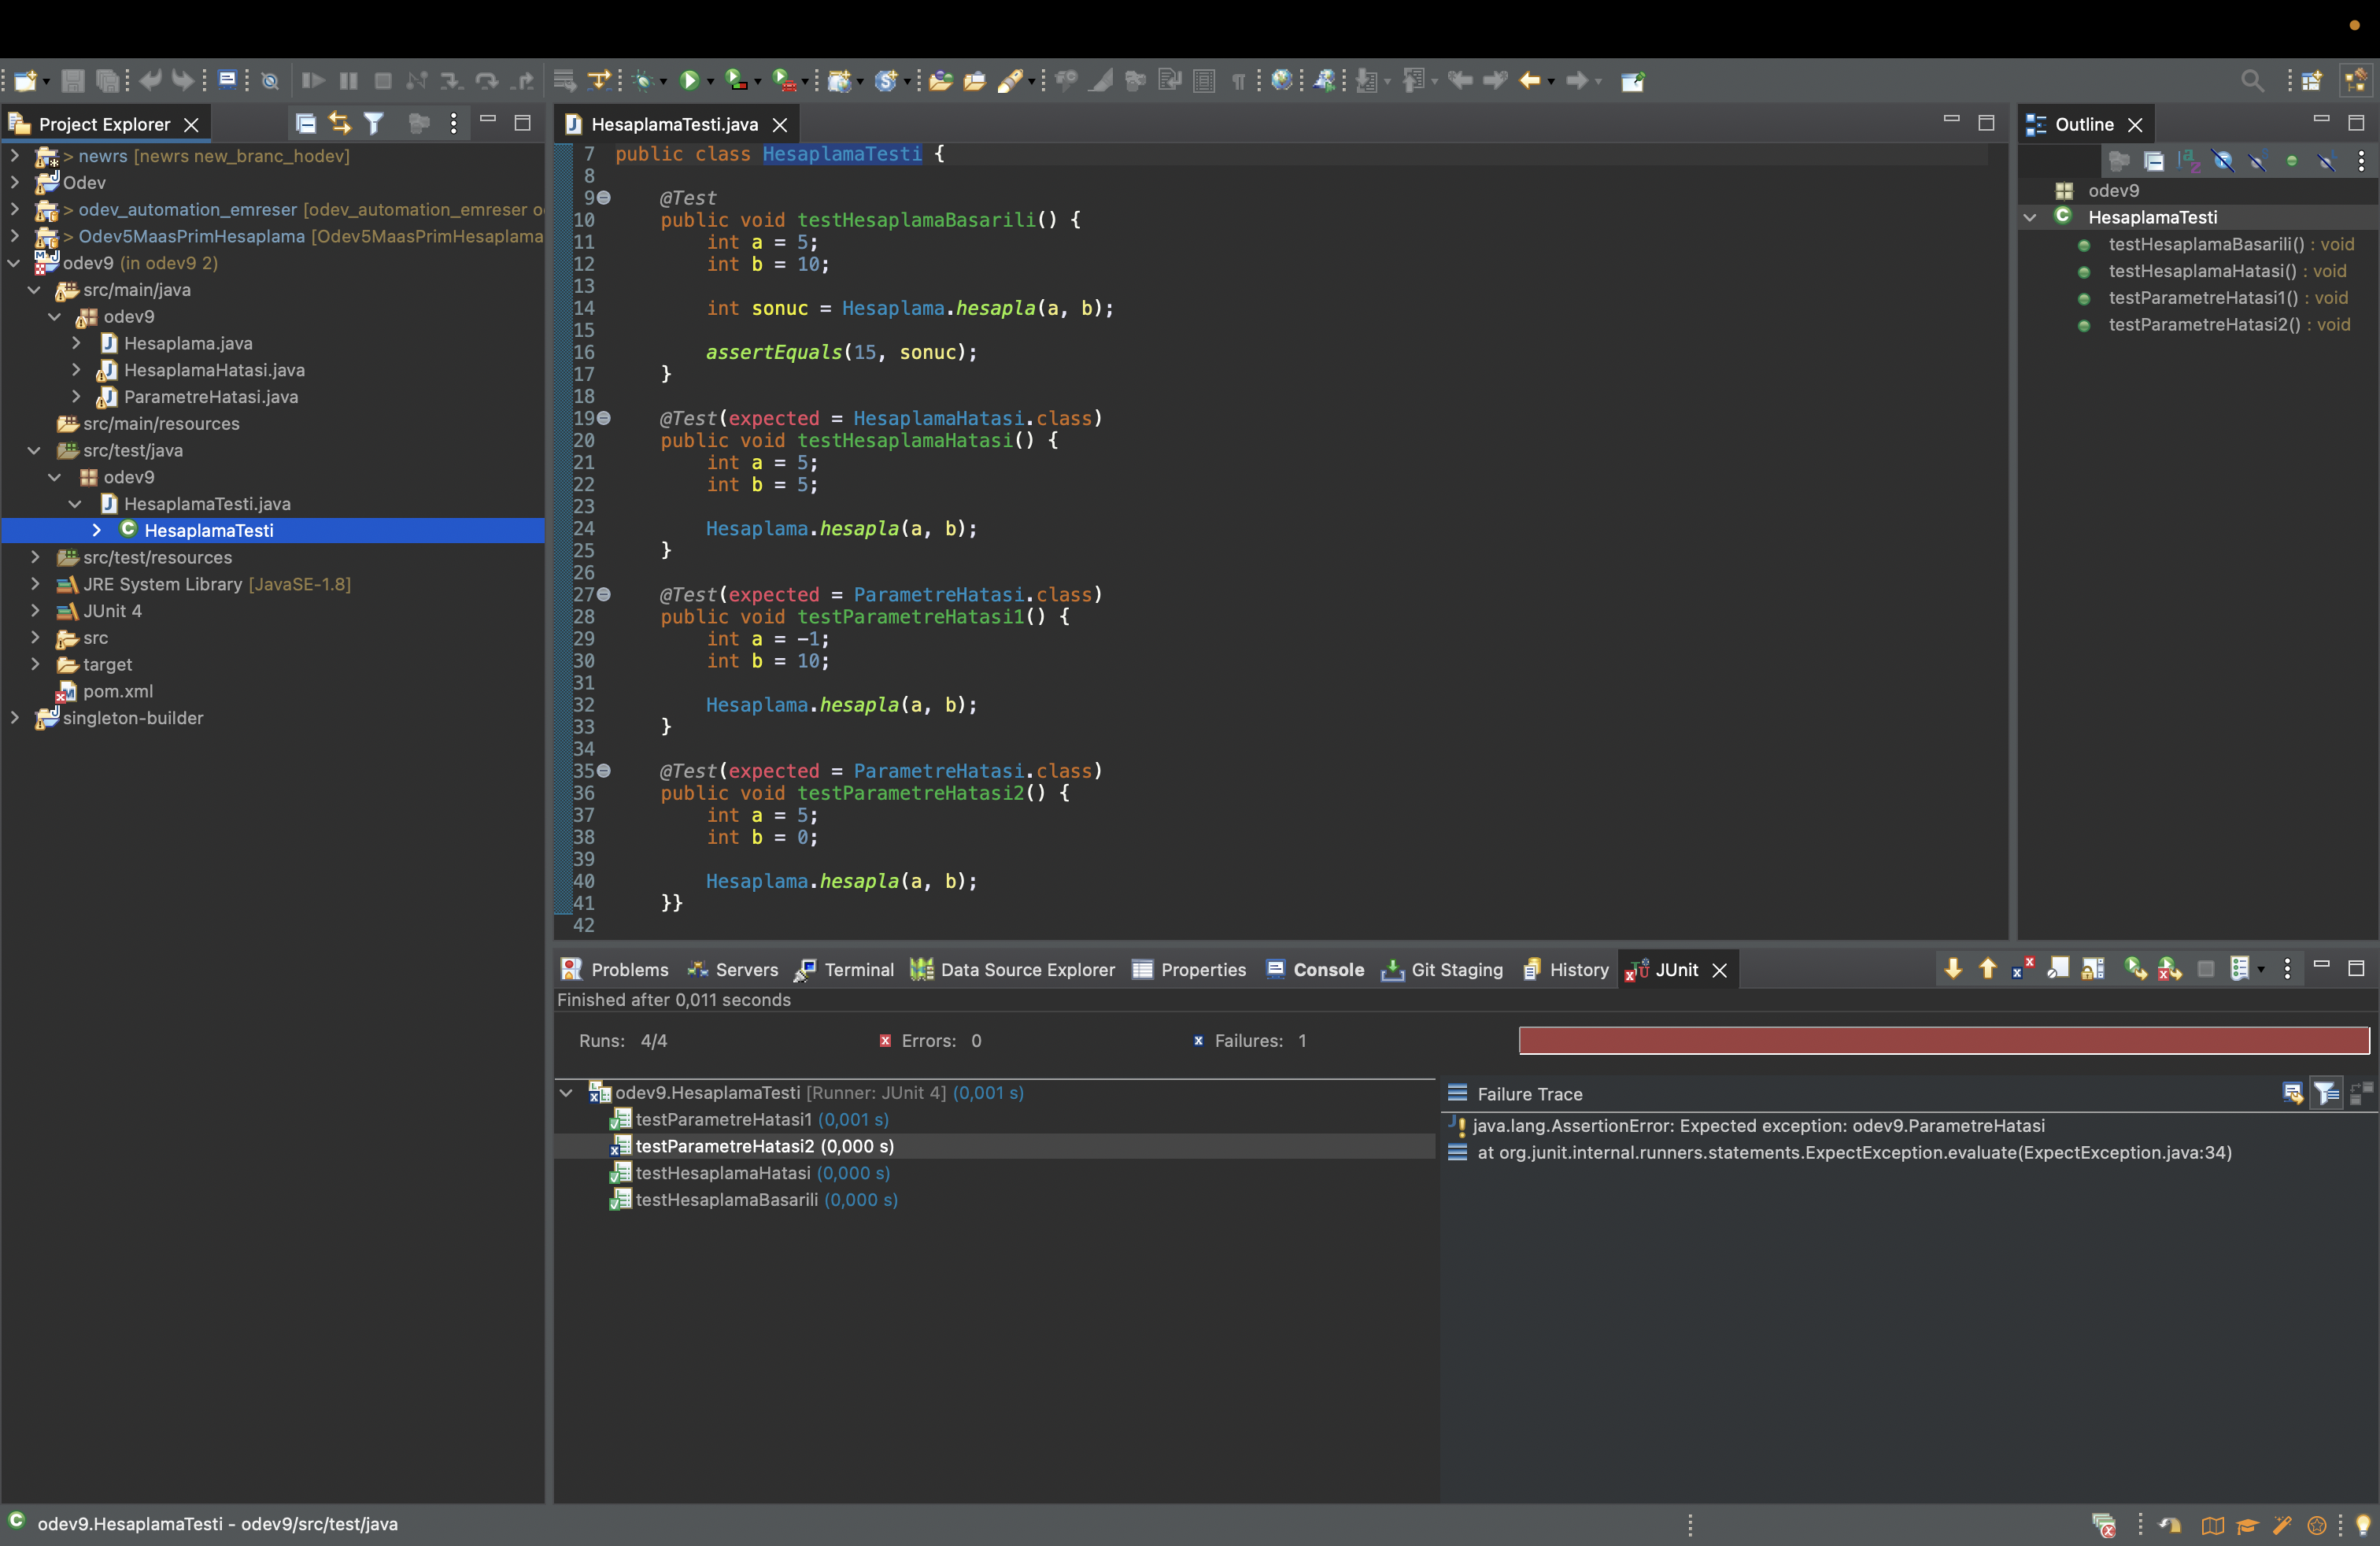 Project Explorer
> newrs [newrs new_branc_hodev]
Odev
> odev_automation_emreser [odev_automation_emreser o
> Odev5MaasPrimHesaplama [Odev5MaasPrimHesaplama
odev9 (in odev9 2)
src/main/java
odev9
Hesaplama.java
HesaplamaHatasi.java
ParametreHatasi.java
src/main/resources
src/test/java
odev9
HesaplamaTesti.java
HesaplamaTesti
src/test/resources
JRE System Library [JavaSE-1.8]
JUnit 4
src
target
pom.xml
singleton-builder
HesaplamaTesti.java
7 public class HesaplamaTesti {
8
9 @Test
10 public void testHesaplamaBasarili() {
11 int a = 5;
12 int b = 10;
13
14 int sonuc = Hesaplama.hesapla(a, b);
15
16 assertEquals(15, sonuc);
17 }
18
19 @Test(expected = HesaplamaHatasi.class)
20 public void testHesaplamaHatasi() {
21 int a = 5;
22 int b = 5;
23
24 Hesaplama.hesapla(a, b);
25 }
26
27 @Test(expected = ParametreHatasi.class)
28 public void testParametreHatasi1() {
29 int a = -1;
30 int b = 10;
31
32 Hesaplama.hesapla(a, b);
33 }
34
35 @Test(expected = ParametreHatasi.class)
36 public void testParametreHatasi2() {
37 int a = 5;
38 int b = 0;
39
40 Hesaplama.hesapla(a, b);
41 }}
42
Outline
odev9
HesaplamaTesti
testHesaplamaBasarili() : void
testHesaplamaHatasi() : void
testParametreHatasi1() : void
testParametreHatasi2() : void
Problems Servers Terminal Data Source Explorer Properties Console Git Staging History JUnit
Finished after 0,011 seconds
Runs: 4/4 Errors: 0 Failures: 1
odev9.HesaplamaTesti [Runner: JUnit 4] (0,001 s)
testParametreHatasi1 (0,001 s)
testParametreHatasi2 (0,000 s)
testHesaplamaHatasi (0,000 s)
testHesaplamaBasarili (0,000 s)
Failure Trace
java.lang.AssertionError: Expected exception: odev9.ParametreHatasi
at org.junit.internal.runners.statements.ExpectException.evaluate(ExpectException.java:34)
odev9.HesaplamaTesti - odev9/src/test/java